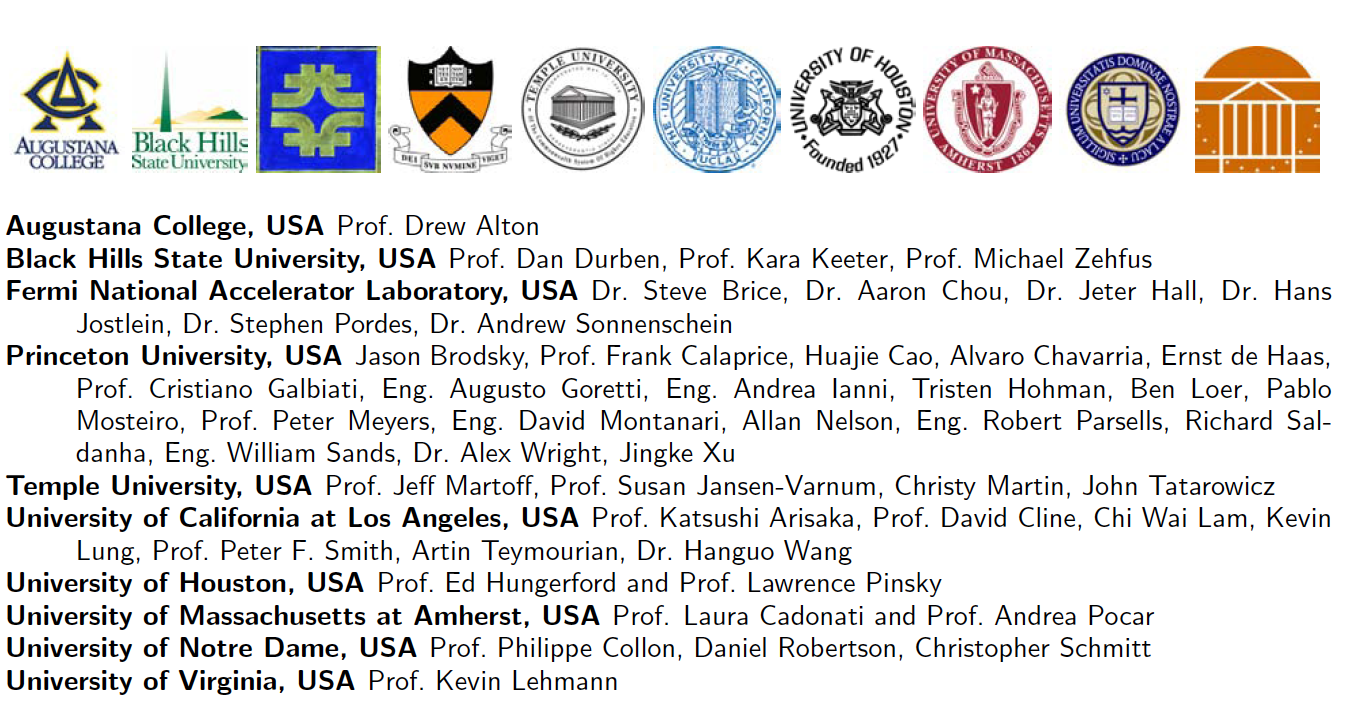 AUGUSTANA
COLLEGE
Black Hills
State University
DEI SVB NVMINE VIGET
TEMPLE UNIVERSITY
THE UNIVERSITY OF CALIFORNIA
UCLA
UNIVERSITY OF HOUSTON
Founded 1927
UNIVERSITY OF MASSACHUSETTS
AMHERST 1863
SIGILLUM UNIVERSITATIS DOMINAE NOSTRAE A LACU
Augustana College, USA Prof. Drew Alton
Black Hills State University, USA Prof. Dan Durben, Prof. Kara Keeter, Prof. Michael Zehfus
Fermi National Accelerator Laboratory, USA Dr. Steve Brice, Dr. Aaron Chou, Dr. Jeter Hall, Dr. Hans
Jostlein, Dr. Stephen Pordes, Dr. Andrew Sonnenschein
Princeton University, USA Jason Brodsky, Prof. Frank Calaprice, Huajie Cao, Alvaro Chavarria, Ernst de Haas,
Prof. Cristiano Galbiati, Eng. Augusto Goretti, Eng. Andrea Ianni, Tristen Hohman, Ben Loer, Pablo
Mosteiro, Prof. Peter Meyers, Eng. David Montanari, Allan Nelson, Eng. Robert Parsells, Richard Sal-
danha, Eng. William Sands, Dr. Alex Wright, Jingke Xu
Temple University, USA Prof. Jeff Martoff, Prof. Susan Jansen-Varnum, Christy Martin, John Tatarowicz
University of California at Los Angeles, USA Prof. Katsushi Arisaka, Prof. David Cline, Chi Wai Lam, Kevin
Lung, Prof. Peter F. Smith, Artin Teymourian, Dr. Hanguo Wang
University of Houston, USA Prof. Ed Hungerford and Prof. Lawrence Pinsky
University of Massachusetts at Amherst, USA Prof. Laura Cadonati and Prof. Andrea Pocar
University of Notre Dame, USA Prof. Philippe Collon, Daniel Robertson, Christopher Schmitt
University of Virginia, USA Prof. Kevin Lehmann